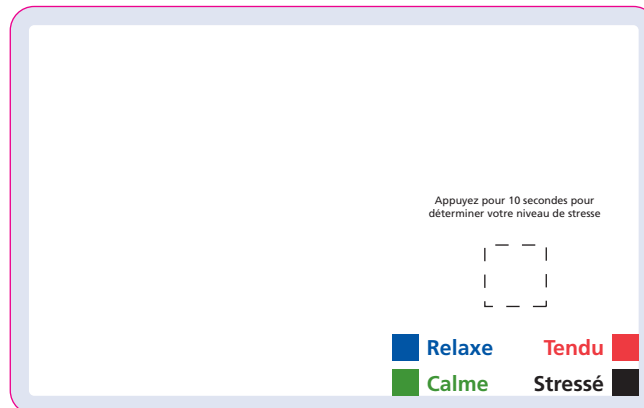 Appuyez pour 10 secondes pour
déterminer votre niveau de stresse
Relaxe Tendu
Calme Stressé